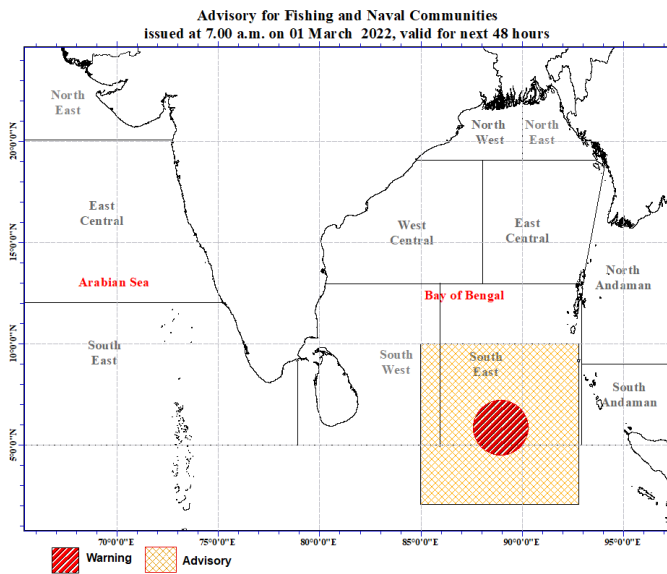 Advisory for Fishing and Naval Communities
issued at 7.00 a.m. on 01 March 2022, valid for next 48 hours
North
East
North
West
North
East
20°0'0"N
East
Central
West
Central
East
Central
15°0'0"N
Arabian Sea
Bay of Bengal
North
Andaman
10°0'0"N
South
East
South
West
South
East
South
Andaman
5°0'0"N
70°0'0"E
75°0'0"E
80°0'0"E
85°0'0"E
90°0'0"E
95°0'0"E
Warning
Advisory